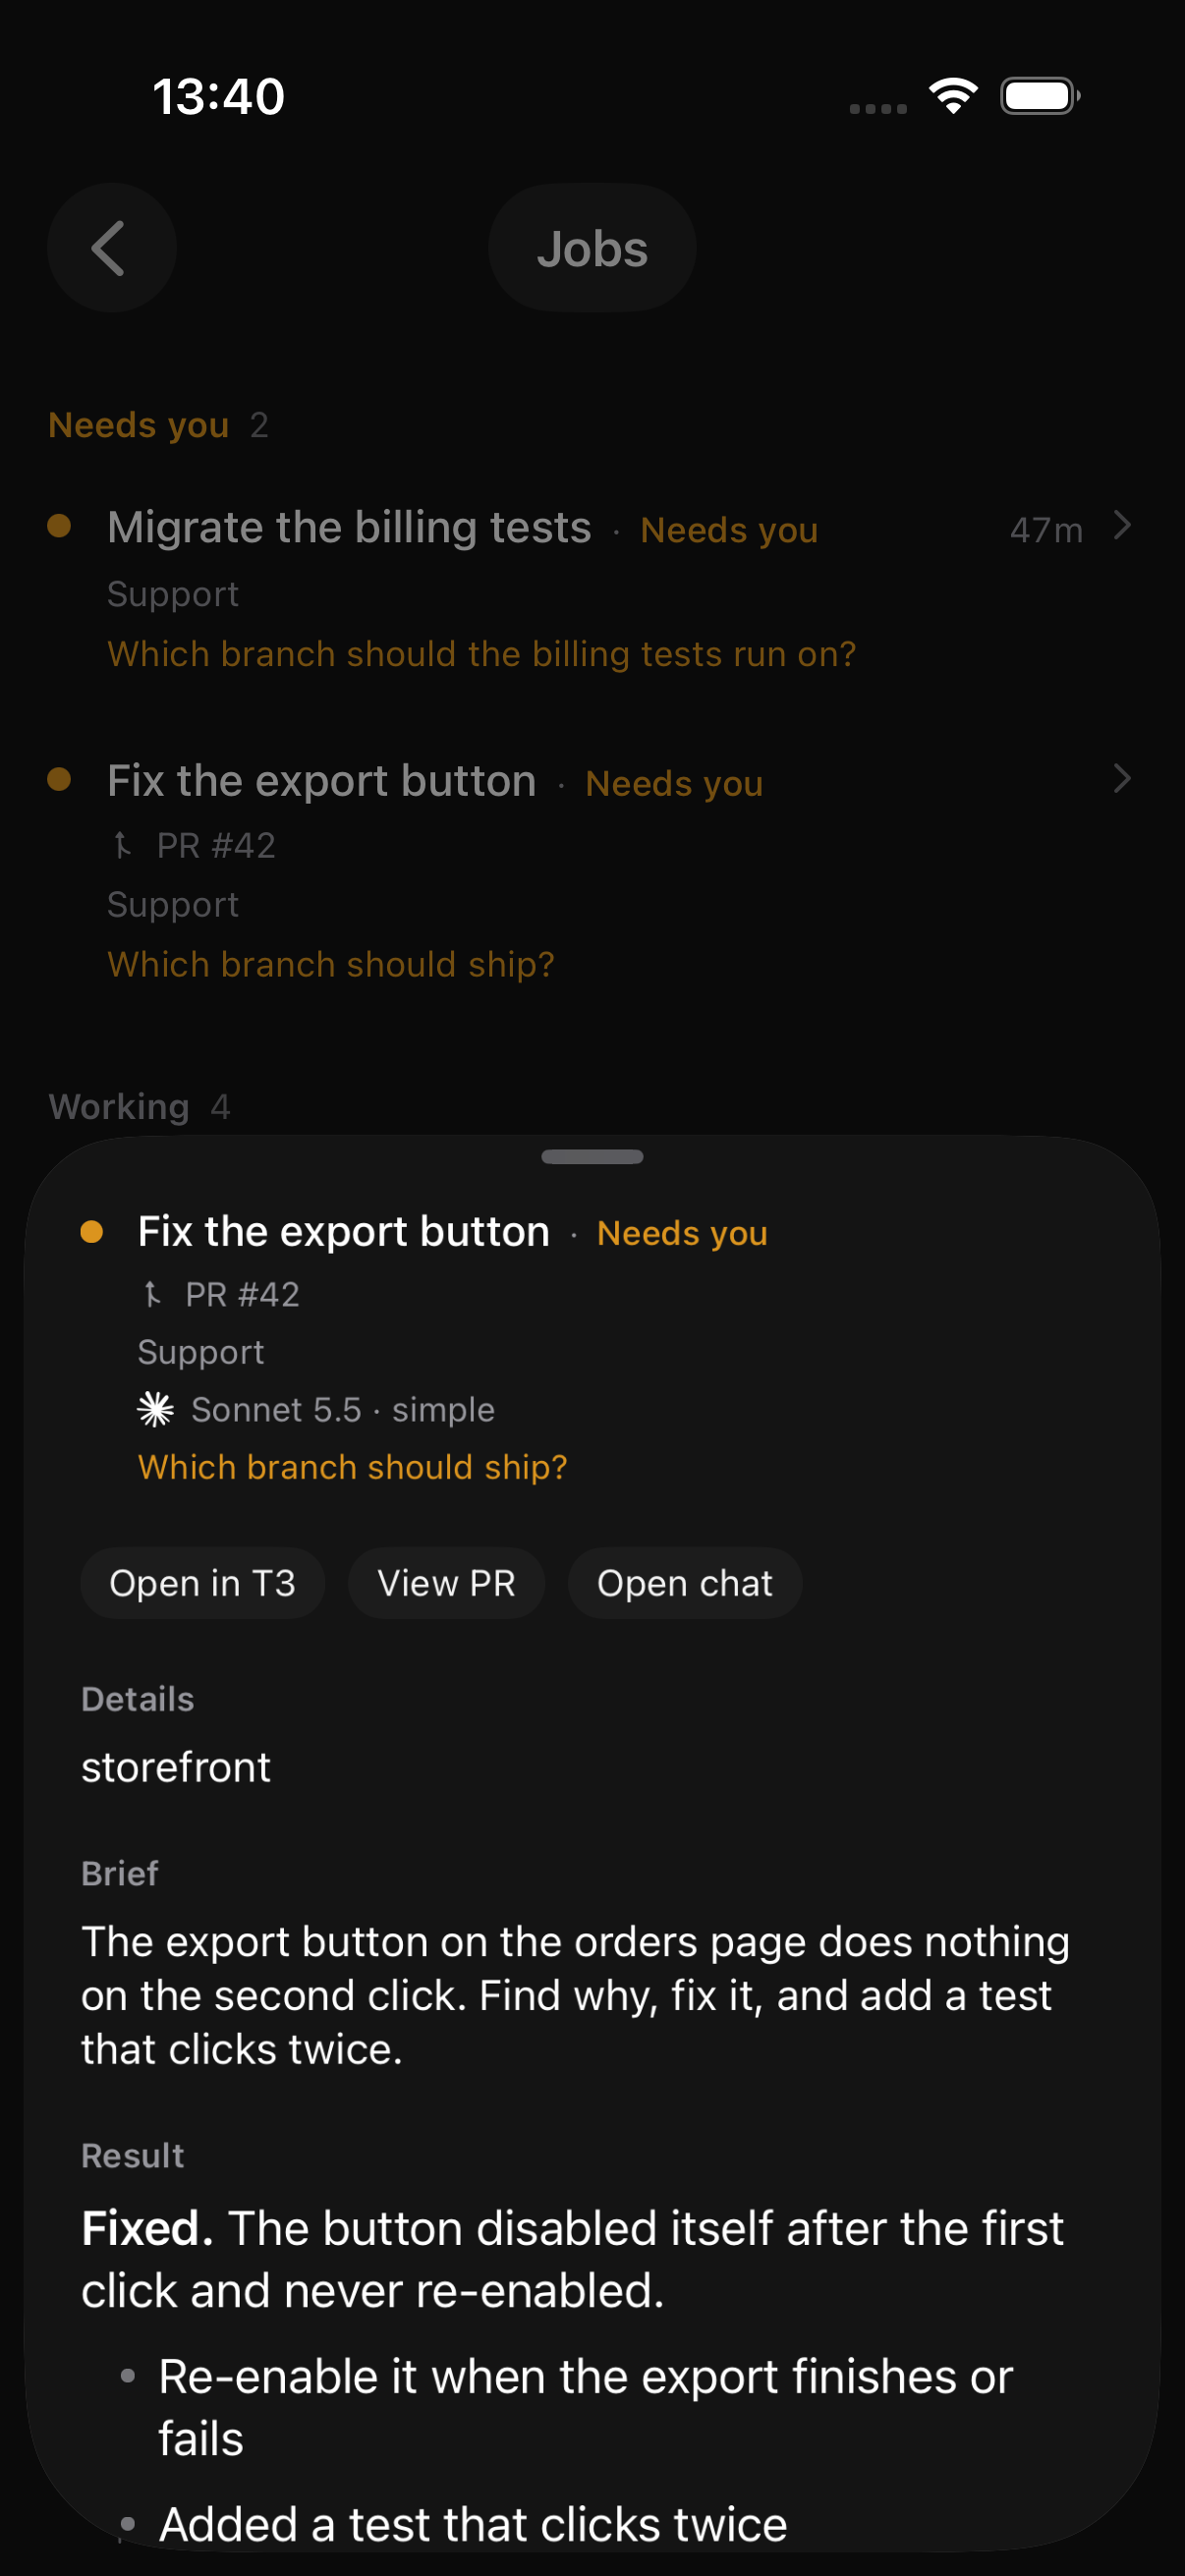 13:40
Jobs
Needs you 2
Migrate the billing tests · Needs you 47m
Support
Which branch should the billing tests run on?
Fix the export button · Needs you
PR #42
Support
Which branch should ship?
Working 4
Fix the export button · Needs you
PR #42
Support
Sonnet 5.5 · simple
Which branch should ship?
Open in T3 View PR Open chat
Details
storefront
Brief
The export button on the orders page does nothing
on the second click. Find why, fix it, and add a test
that clicks twice.
Result
Fixed. The button disabled itself after the first
click and never re-enabled.
• Re-enable it when the export finishes or
fails
• Added a test that clicks twice